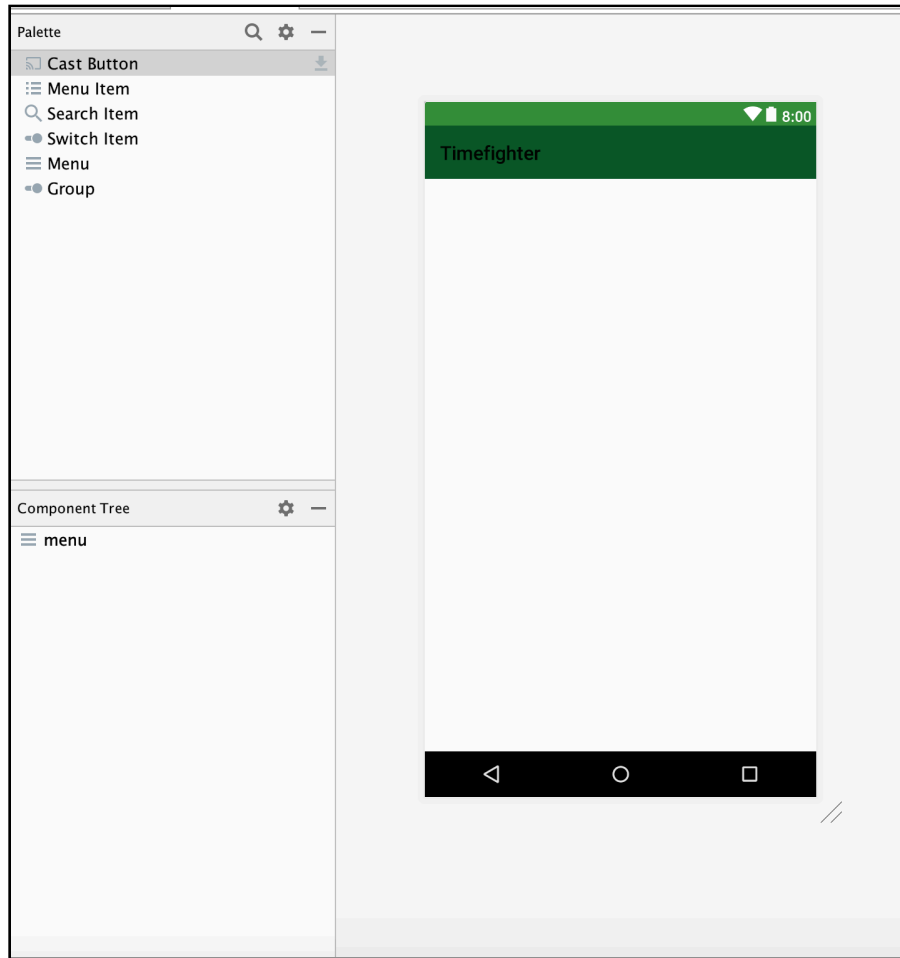 Palette
Cast Button
Menu Item
Search Item
Switch Item
Menu
Group
Component Tree
menu
8:00
Timefighter